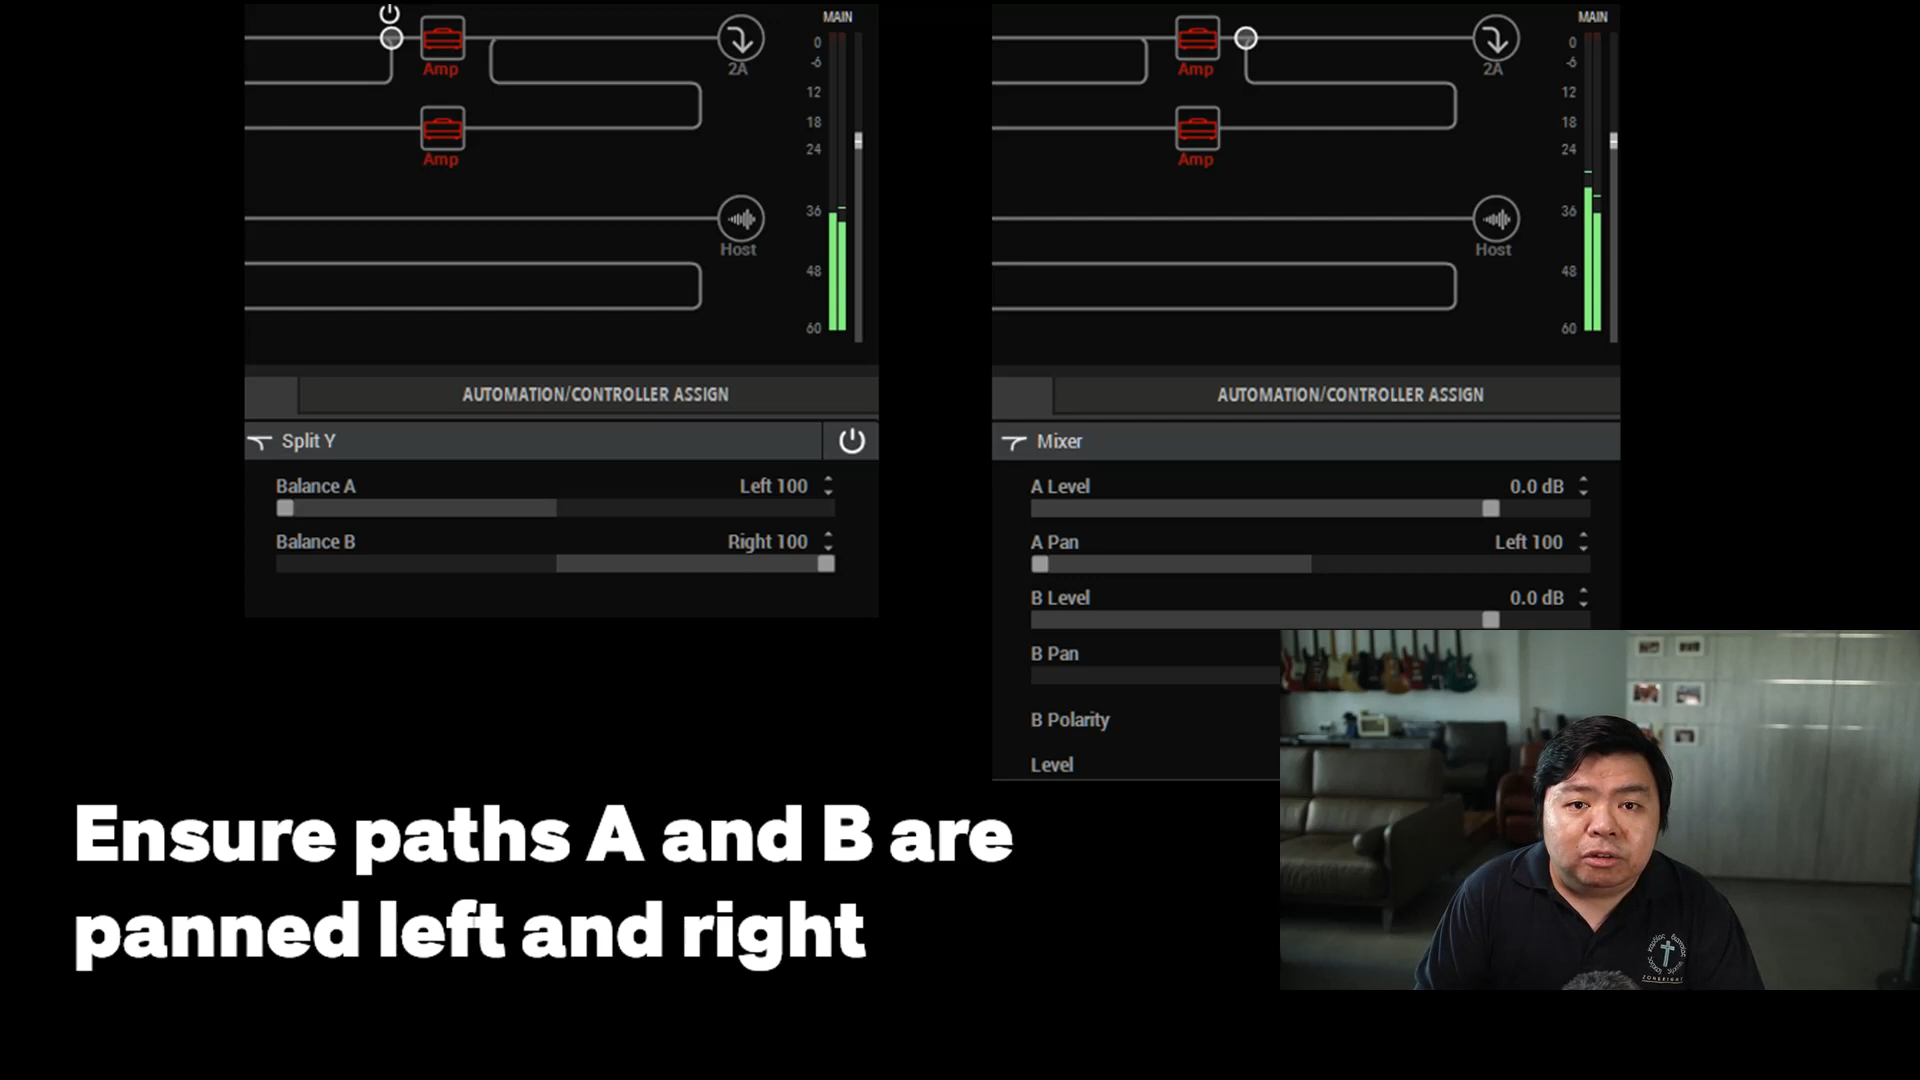 MAIN
0
-6
12
18
24
36
48
60
Amp
2A
Amp
Host
AUTOMATION/CONTROLLER ASSIGN
Split Y
Balance A Left 100
Balance B Right 100
MAIN
0
-6
12
18
24
36
48
60
Amp
2A
Amp
Host
AUTOMATION/CONTROLLER ASSIGN
Mixer
A Level 0.0 dB
A Pan Left 100
B Level 0.0 dB
B Pan
B Polarity
Level
Ensure paths A and B are
panned left and right